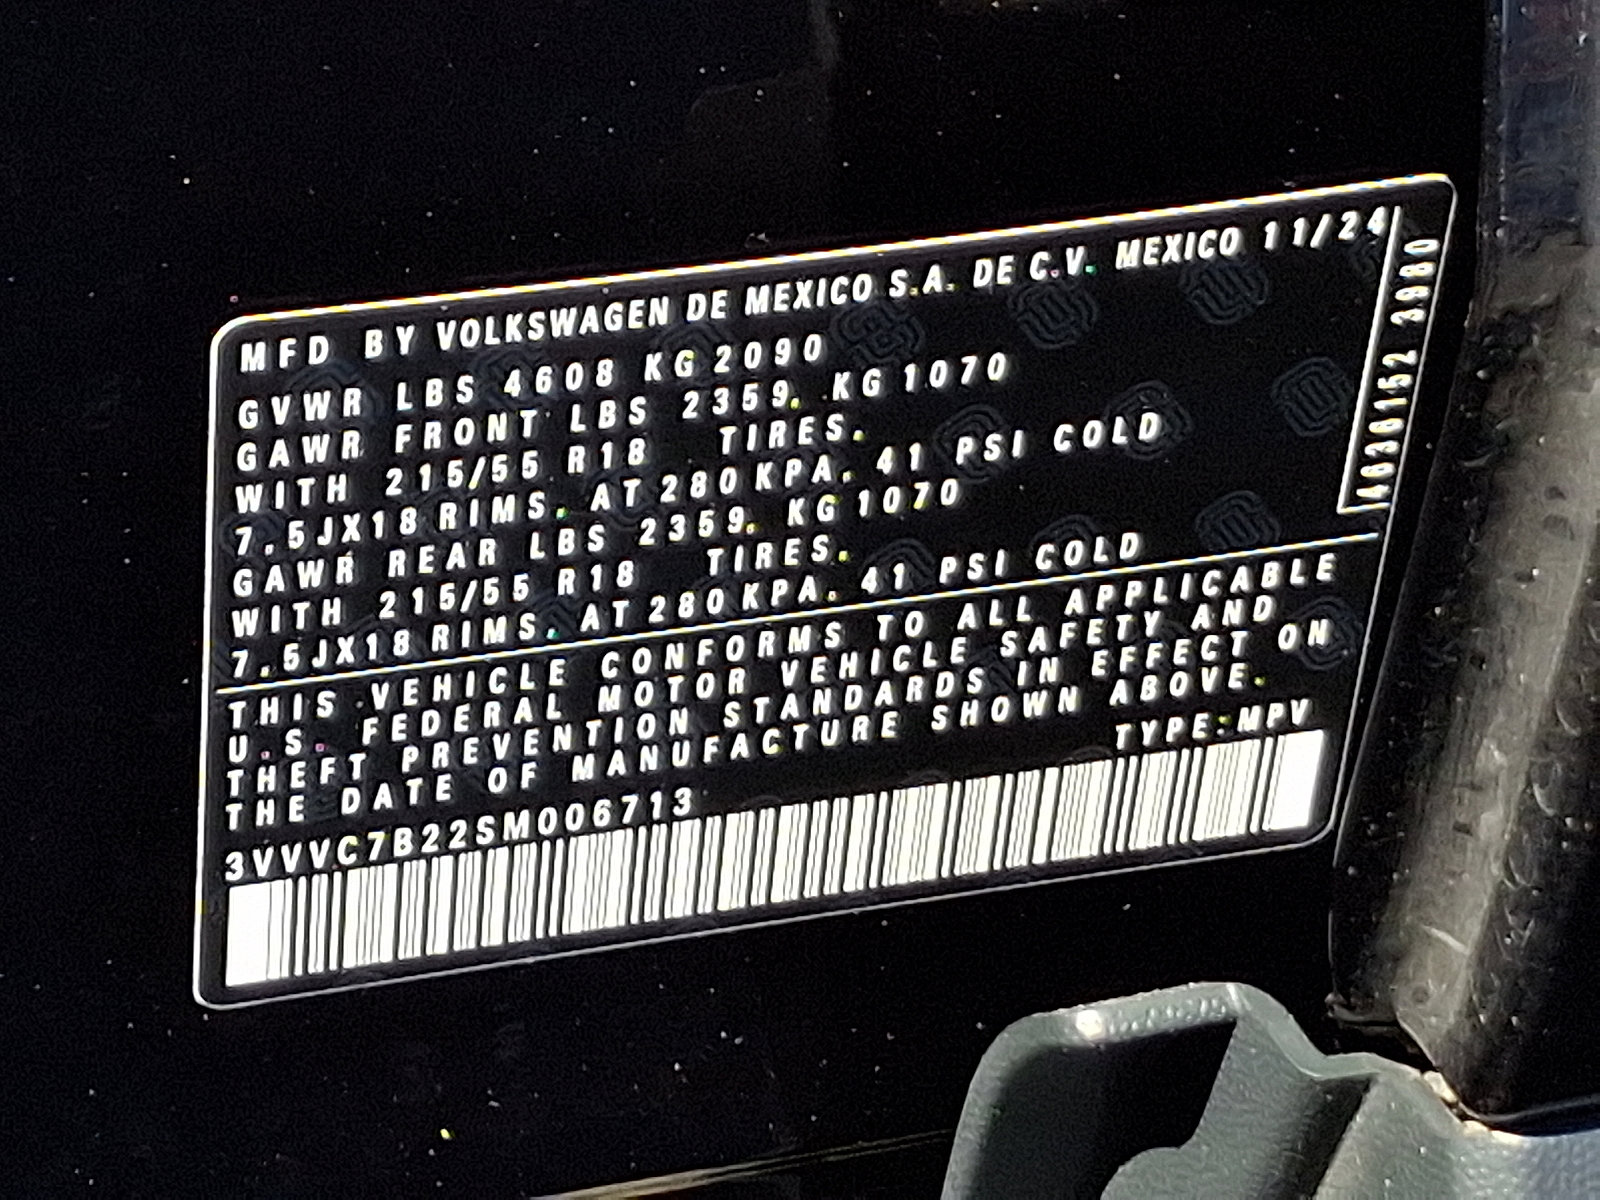 MFD BY VOLKSWAGEN DE MEXICO S.A. DE C.V. MEXICO 11/24
GVWR LBS 4608 KG 2090
GAWR FRONT LBS 2359. KG 1070
WITH 215/55 R18 TIRES.
7.5JX18 RIMS. AT 280 KPA. 41 PSI COLD
GAWR REAR LBS 2359. KG 1070
WITH 215/55 R18 TIRES.
7.5JX18 RIMS. AT 280 KPA. 41 PSI COLD
THIS VEHICLE CONFORMS TO ALL APPLICABLE
U.S. FEDERAL MOTOR VEHICLE SAFETY AND
THEFT PREVENTION STANDARDS IN EFFECT ON
THE DATE OF MANUFACTURE SHOWN ABOVE.
TYPE:MPV
3VVVC7B22SM006713